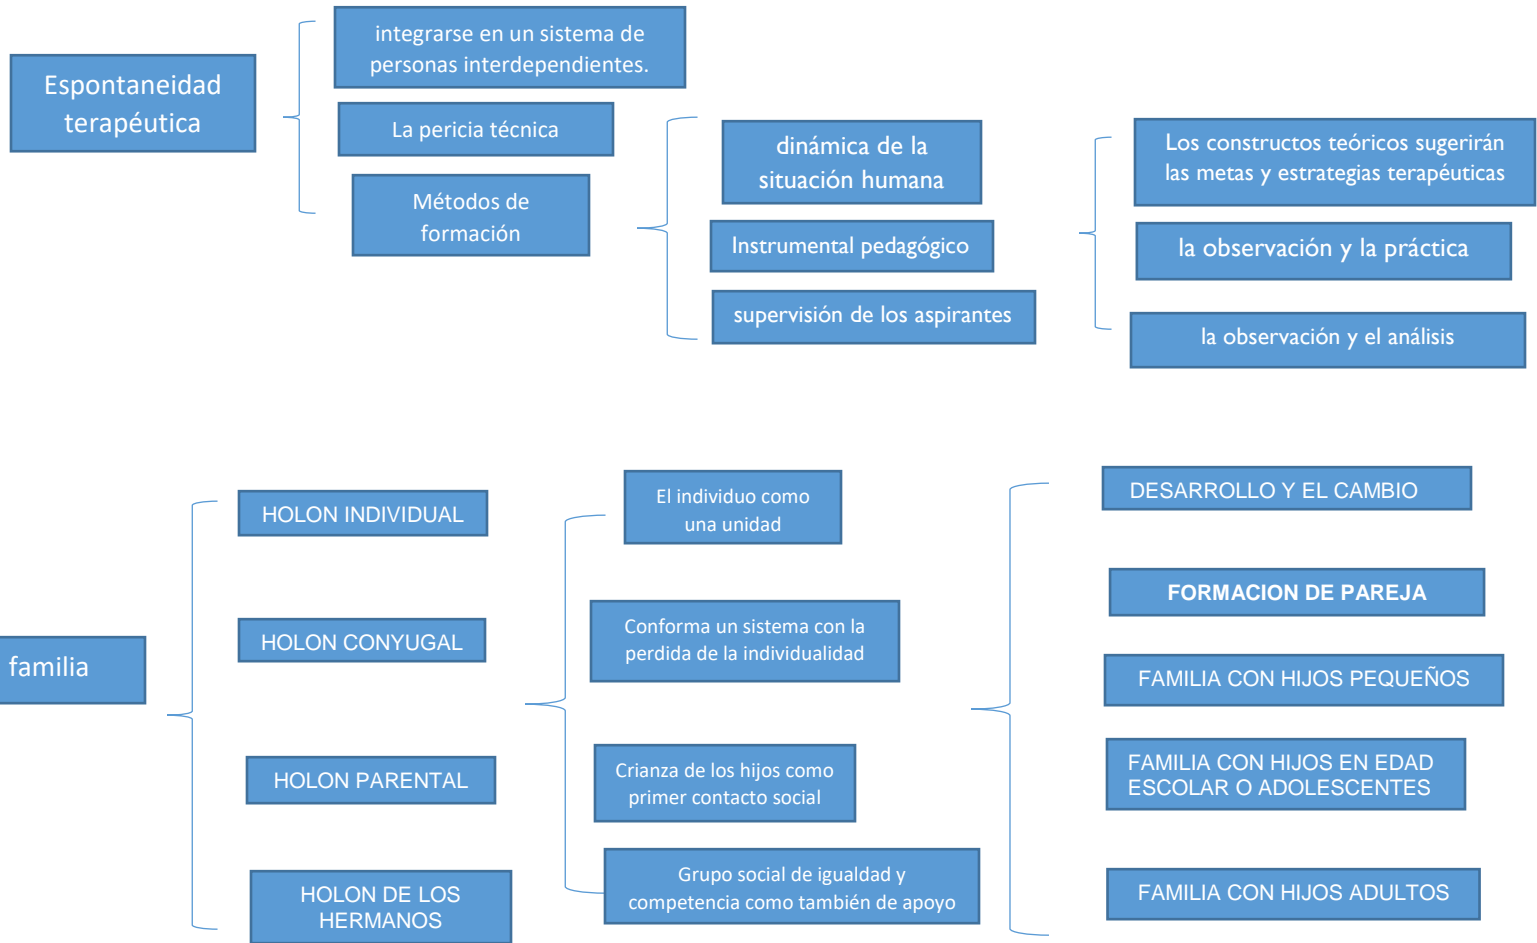 Espontaneidad
terapéutica
integrarse en un sistema de
personas interdependientes.
La pericia técnica
Métodos de
formación
dinámica de la
situación humana
Instrumental pedagógico
supervisión de los aspirantes
Los constructos teóricos sugerirán
las metas y estrategias terapéuticas
la observación y la práctica
la observación y el análisis
familia
HOLON INDIVIDUAL
HOLON CONYUGAL
HOLON PARENTAL
HOLON DE LOS
HERMANOS
El individuo como
una unidad
Conforma un sistema con la
perdida de la individualidad
Crianza de los hijos como
primer contacto social
Grupo social de igualdad y
competencia como también de apoyo
DESARROLLO Y EL CAMBIO
FORMACION DE PAREJA
FAMILIA CON HIJOS PEQUEÑOS
FAMILIA CON HIJOS EN EDAD
ESCOLAR O ADOLESCENTES
FAMILIA CON HIJOS ADULTOS